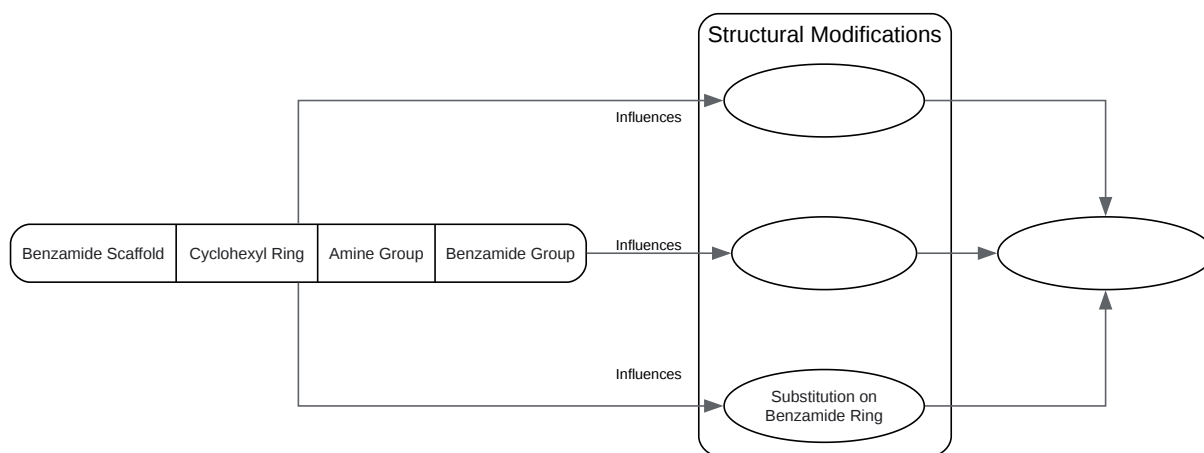 Structural Modifications
Influences
Benzamide Scaffold
Cyclohexyl Ring
Amine Group
Benzamide Group
Influences
Influences
Substitution on
Benzamide Ring